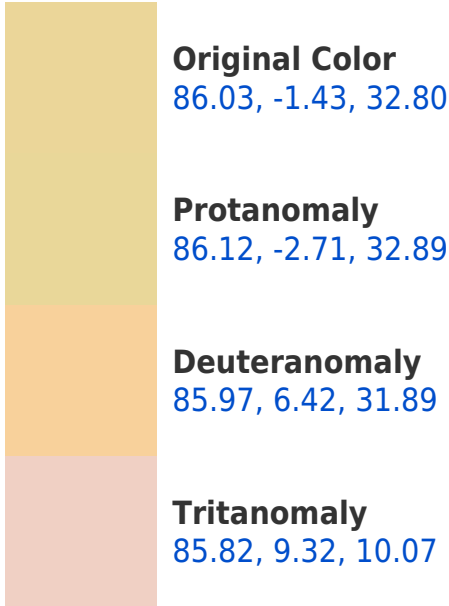 Original Color
86.03, -1.43, 32.80
Protanomaly
86.12, -2.71, 32.89
Deuteranomaly
85.97, 6.42, 31.89
Tritanomaly
85.82, 9.32, 10.07